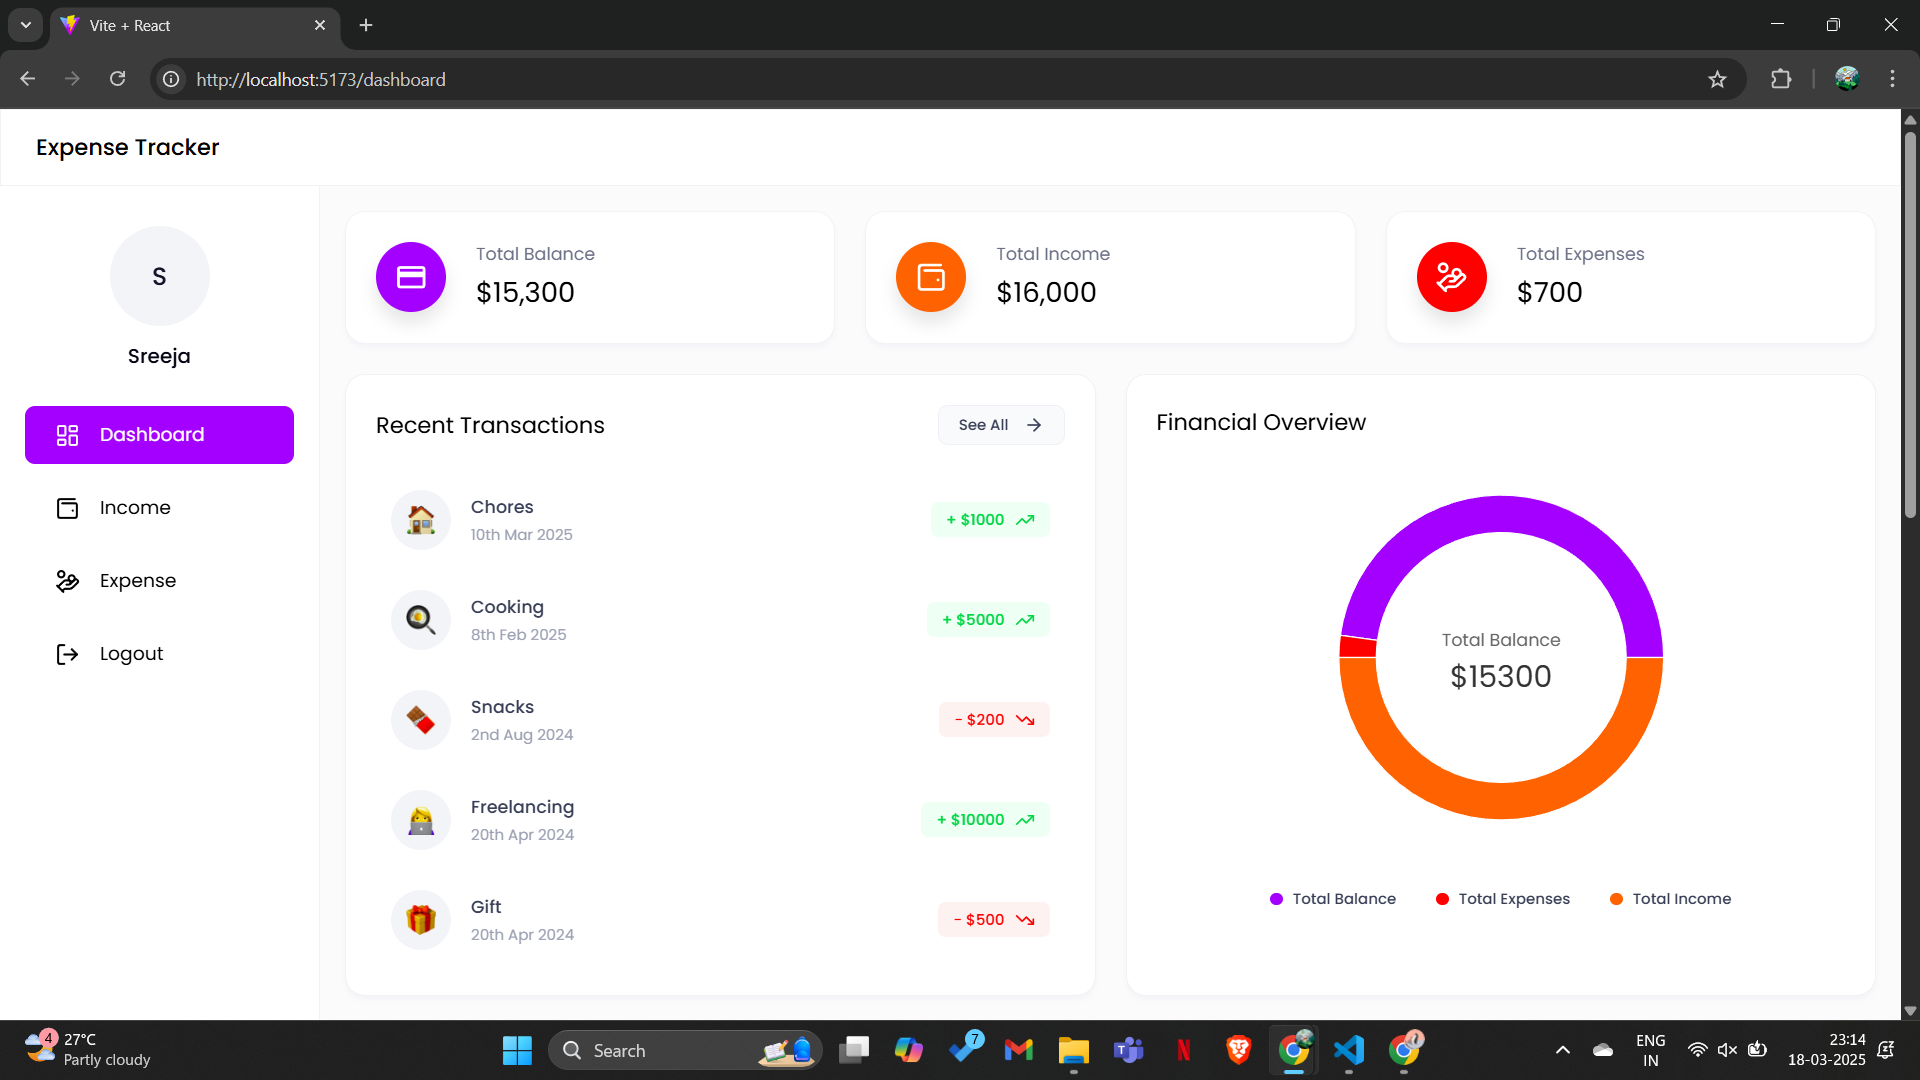 Vite + React
http://localhost:5173/dashboard
Expense Tracker
S
Sreeja
Dashboard
Income
Expense
Logout
Total Balance
$15,300
Total Income
$16,000
Total Expenses
$700
Recent Transactions
See All
Chores
10th Mar 2025
+ $1000
Cooking
8th Feb 2025
+ $5000
Snacks
2nd Aug 2024
- $200
Freelancing
20th Apr 2024
+ $10000
Gift
20th Apr 2024
- $500
Financial Overview
Total Balance
$15300
Total Balance
Total Expenses
Total Income
4
27°C
Partly cloudy
Search
7
T
N
ENG
IN
23:14
18-03-2025